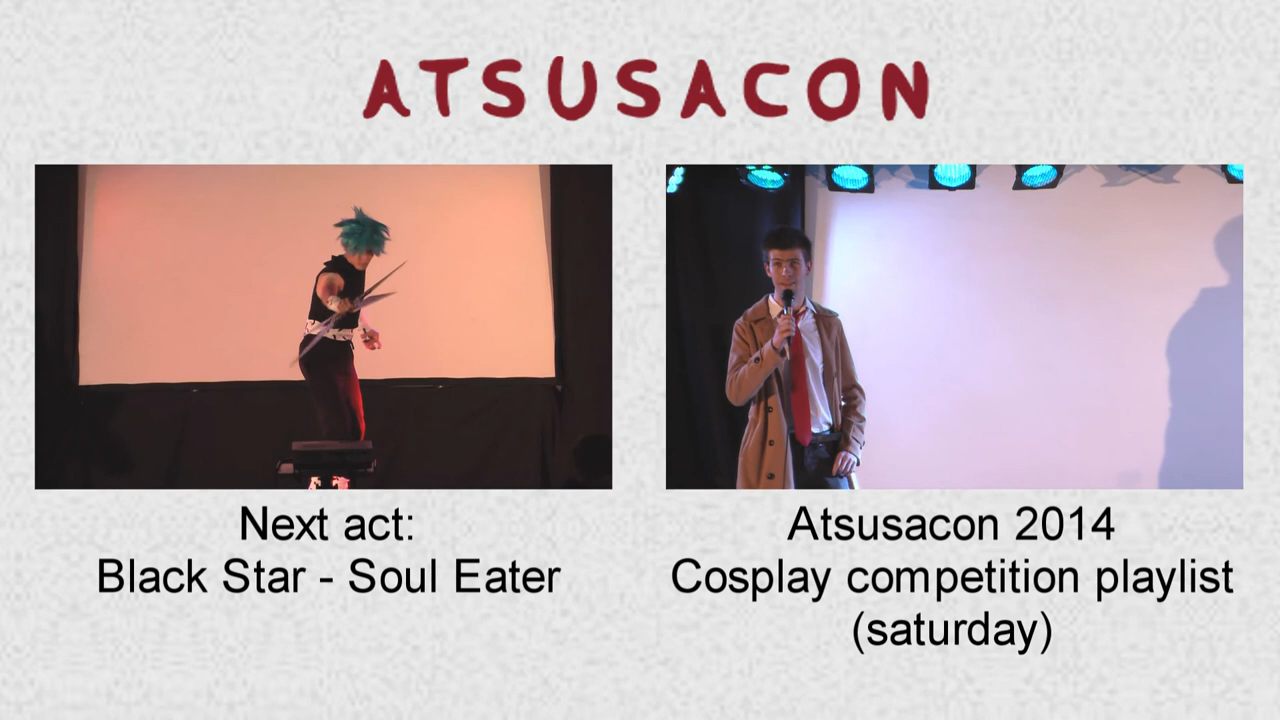 ATSUSACON
Next act:
Black Star - Soul Eater
Atsusacon 2014
Cosplay competition playlist
(saturday)